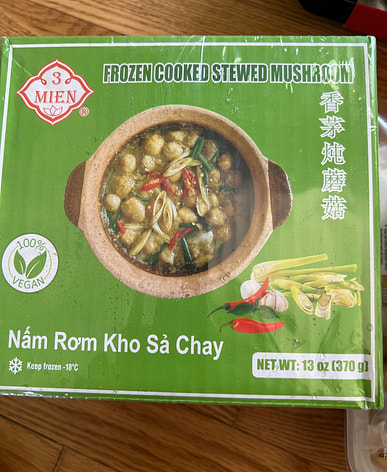 3
MIEN
®
FROZEN COOKED STEWED MUSHROOM
香茅炖蘑菇
100%
VEGAN
Nấm Rơm Kho Sả Chay
Keep frozen -18°C
NET WT: 13 oz (370 g)